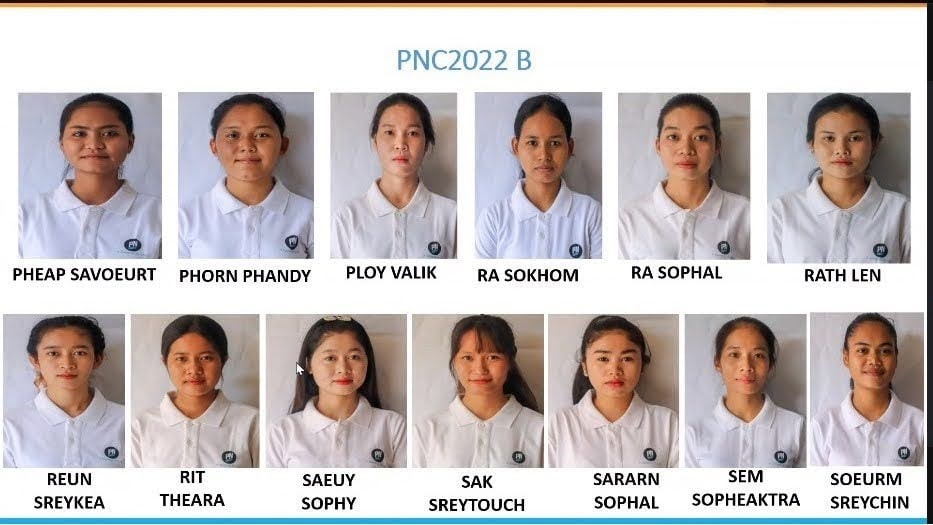 PNC2022 B
PHEAP SAVOEURT
PHORN PHANDY
PLOY VALIK
RA SOKHOM
RA SOPHAL
RATH LEN
REUN
SREYKEA
RIT
THEARA
SAEUY
SOPHY
SAK
SREYTOUCH
SARARN
SOPHAL
SEM
SOPHEAKTRA
SOEURM
SREYCHIN